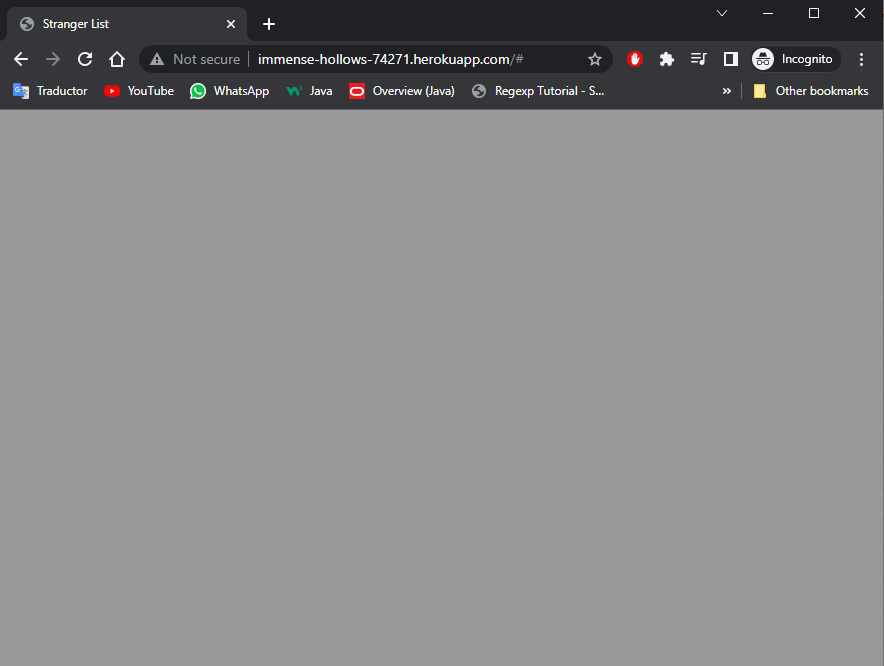 Stranger List
Not secure immense-hollows-74271.herokuapp.com/# Incognito
Traductor YouTube WhatsApp Java Overview (Java) Regexp Tutorial - S... » Other bookmarks